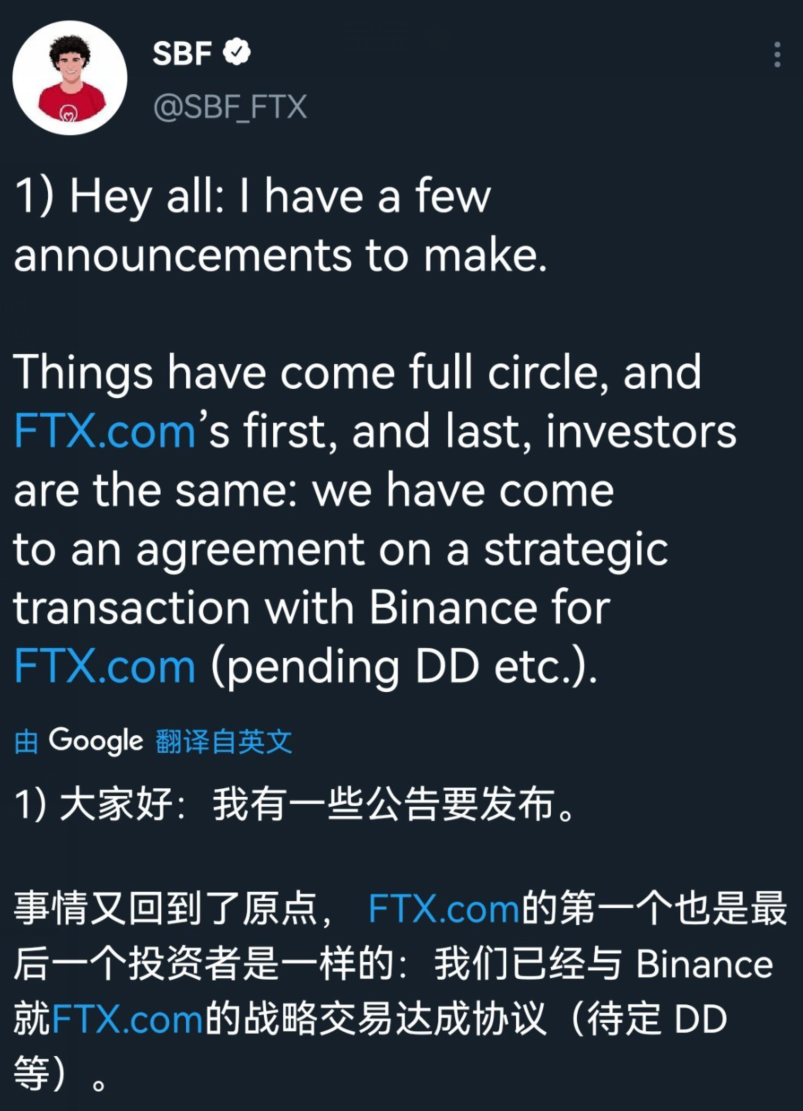 SBF
@SBF_FTX
1) Hey all: I have a few
announcements to make.
Things have come full circle, and
FTX.com’s first, and last, investors
are the same: we have come
to an agreement on a strategic
transaction with Binance for
FTX.com (pending DD etc.).
由 Google 翻译自英文
1) 大家好：我有一些公告要发布。
事情又回到了原点， FTX.com的第一个也是最
后一个投资者是一样的：我们已经与 Binance
就FTX.com的战略交易达成协议（待定 DD
等）。